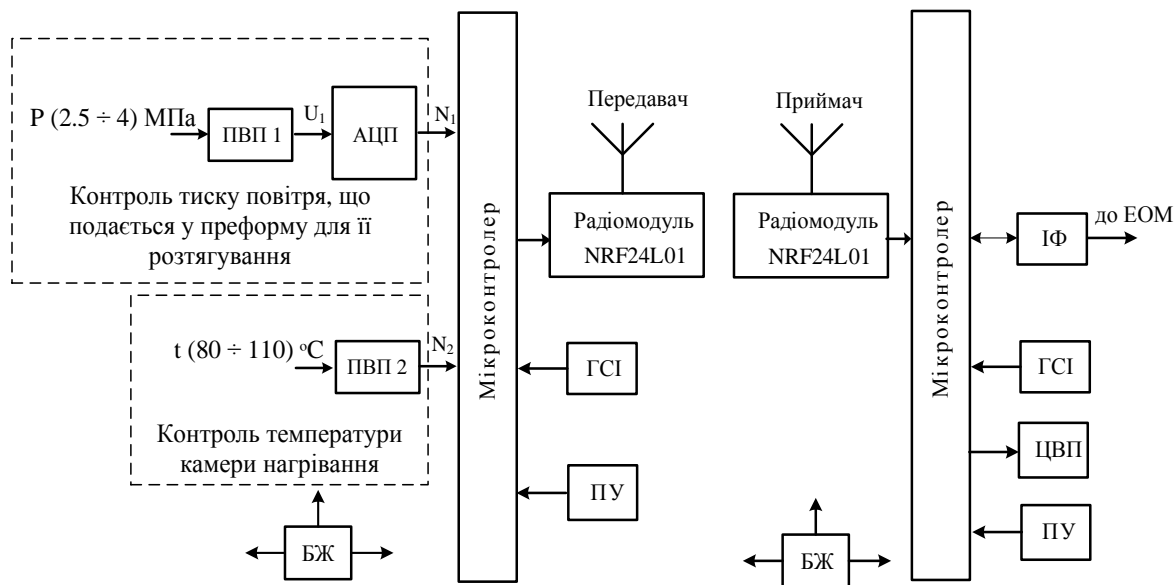 P (2.5 ÷ 4) МПа
ПВП 1
U₁
АЦП
N₁
Контроль тиску повітря, що
подається у преформу для її
розтягування
t (80 ÷ 110) °C
ПВП 2
N₂
Контроль температури
камери нагрівання
БЖ
Мікроконтролер
Передавач
Радіомодуль
NRF24L01
ГСІ
ПУ
Приймач
Радіомодуль
NRF24L01
БЖ
Мікроконтролер
ІФ
до ЕОМ
ГСІ
ЦВП
ПУ